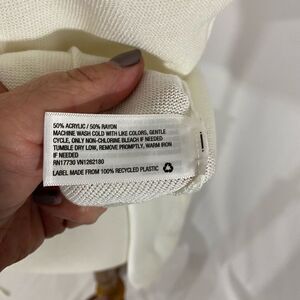 50% ACRYLIC / 50% RAYON
MACHINE WASH COLD WITH LIKE COLORS, GENTLE
CYCLE, ONLY NON-CHLORINE BLEACH IF NEEDED
TUMBLE DRY LOW, REMOVE PROMPTLY, WARM IRON
IF NEEDED
RN17730 VN1262180
LABEL MADE FROM 100% RECYCLED PLASTIC